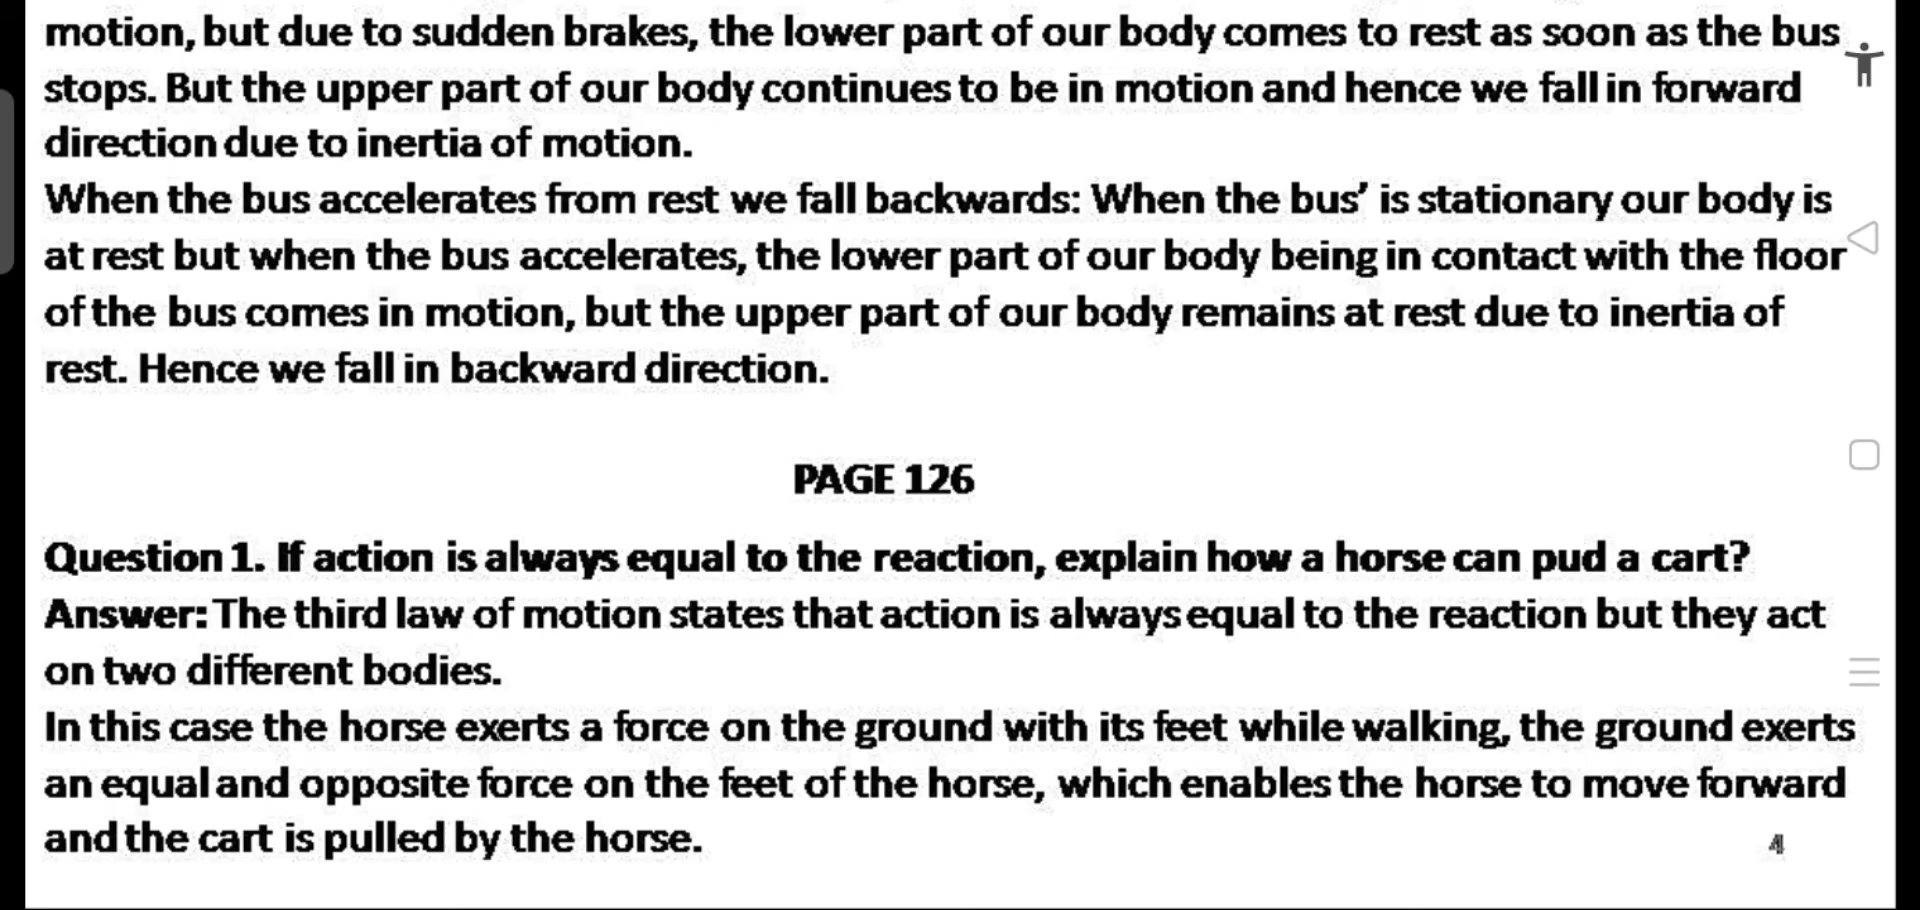 motion, but due to sudden brakes, the lower part of our body comes to rest as soon as the bus
stops. But the upper part of our body continues to be in motion and hence we fall in forward
direction due to inertia of motion.
When the bus accelerates from rest we fall backwards: When the bus’ is stationary our body is
at rest but when the bus accelerates, the lower part of our body being in contact with the floor
of the bus comes in motion, but the upper part of our body remains at rest due to inertia of
rest. Hence we fall in backward direction.
PAGE 126
Question 1. If action is always equal to the reaction, explain how a horse can pud a cart?
Answer: The third law of motion states that action is always equal to the reaction but they act
on two different bodies.
In this case the horse exerts a force on the ground with its feet while walking, the ground exerts
an equal and opposite force on the feet of the horse, which enables the horse to move forward
and the cart is pulled by the horse.
4